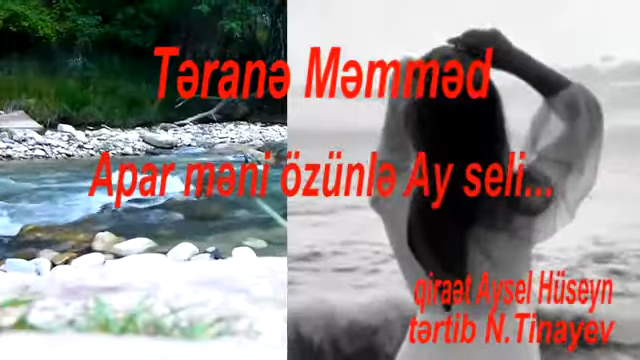 Təranə Məmməd
Apar məni özünlə Ay seli...
qiraət Aysel Hüseyn
tərtib N.Tinayev